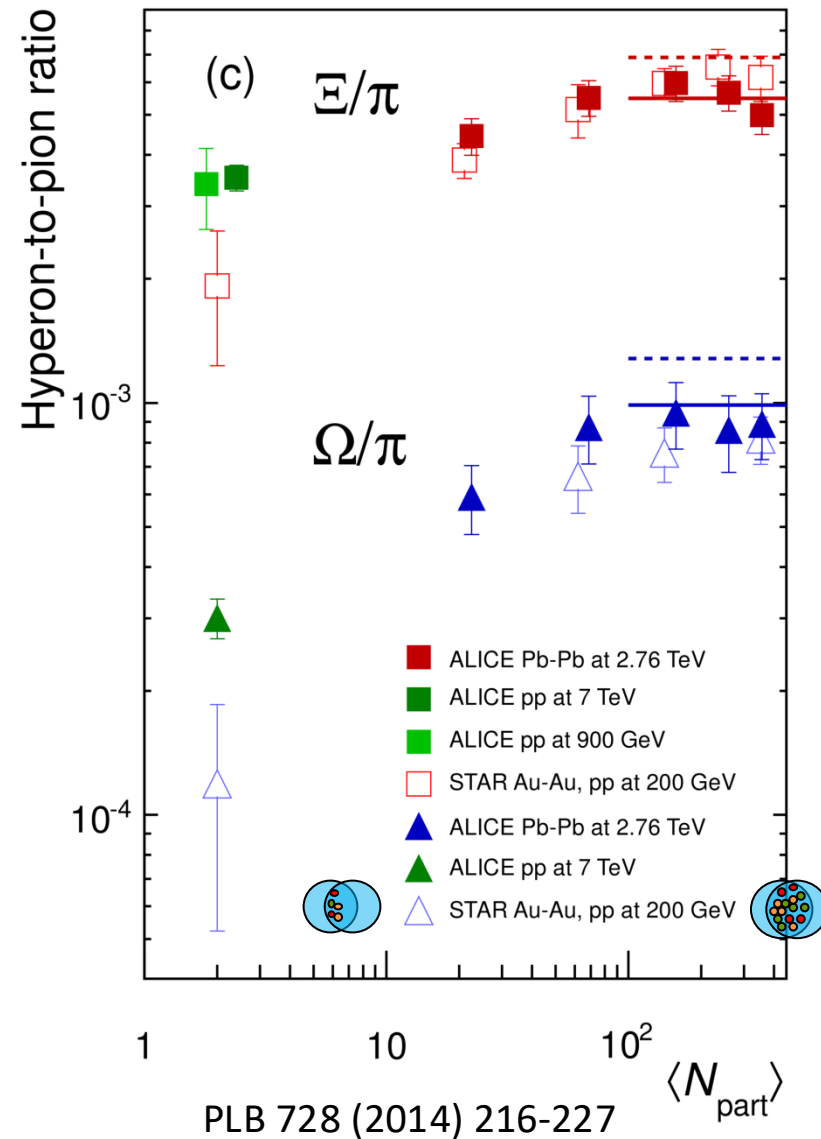 (c)
Ξ/π
Hyperon-to-pion ratio
10-3
Ω/π
ALICE Pb-Pb at 2.76 TeV
ALICE pp at 7 TeV
ALICE pp at 900 GeV
STAR Au-Au, pp at 200 GeV
10-4
ALICE Pb-Pb at 2.76 TeV
ALICE pp at 7 TeV
STAR Au-Au, pp at 200 GeV
1 10 102
⟨Npart⟩
PLB 728 (2014) 216-227